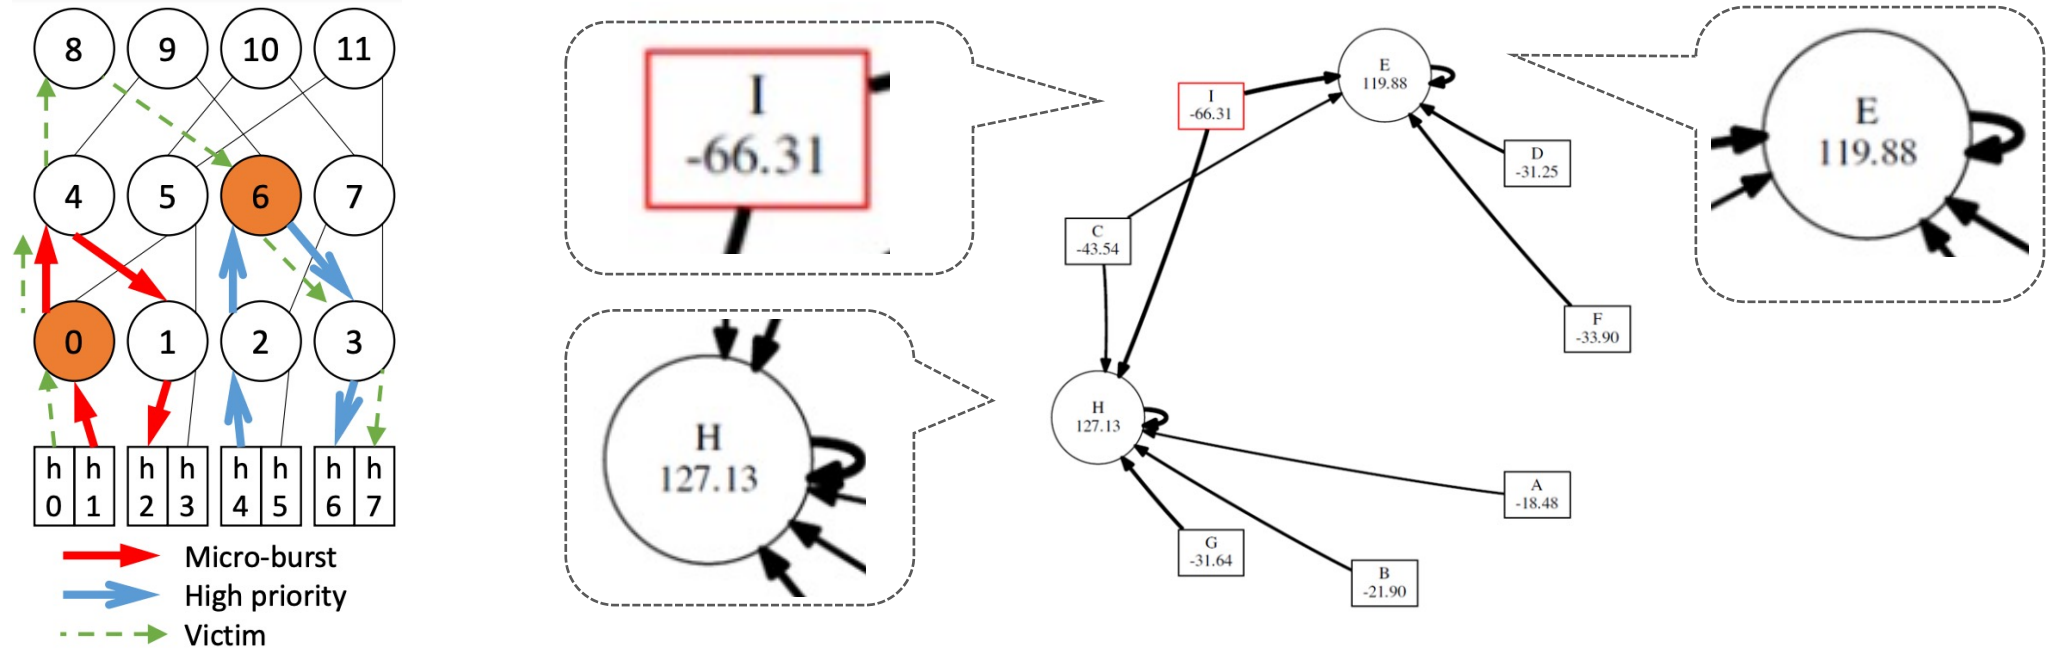 8 9 10 11
4 5 6 7
0 1 2 3
h h h h h h h h
0 1 2 3 4 5 6 7
Micro-burst
High priority
Victim
I
-66.31
H
127.13
E
119.88
I
-66.31
D
-31.25
C
-43.54
F
-33.90
H
127.13
A
-18.48
G
-31.64
B
-21.90
E
119.88